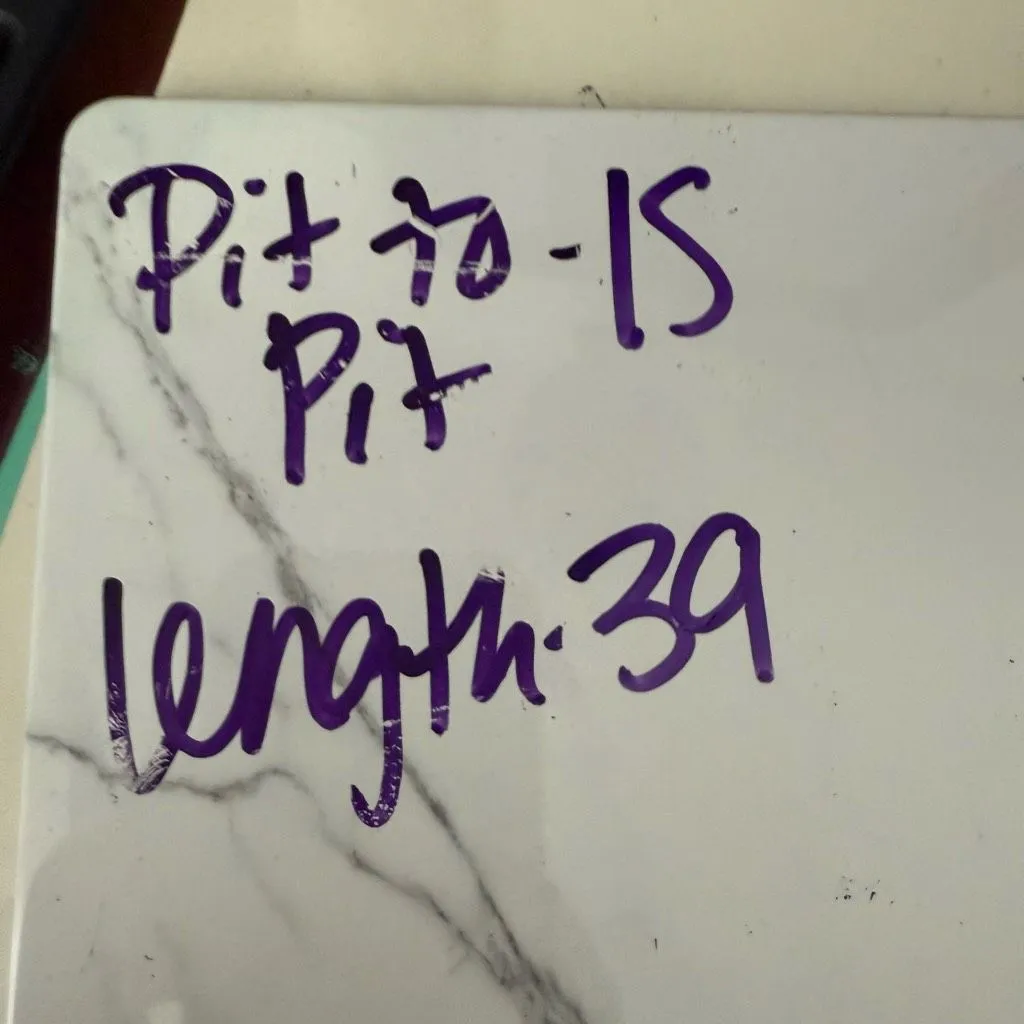 Pit to - 15
Pit
length. 39